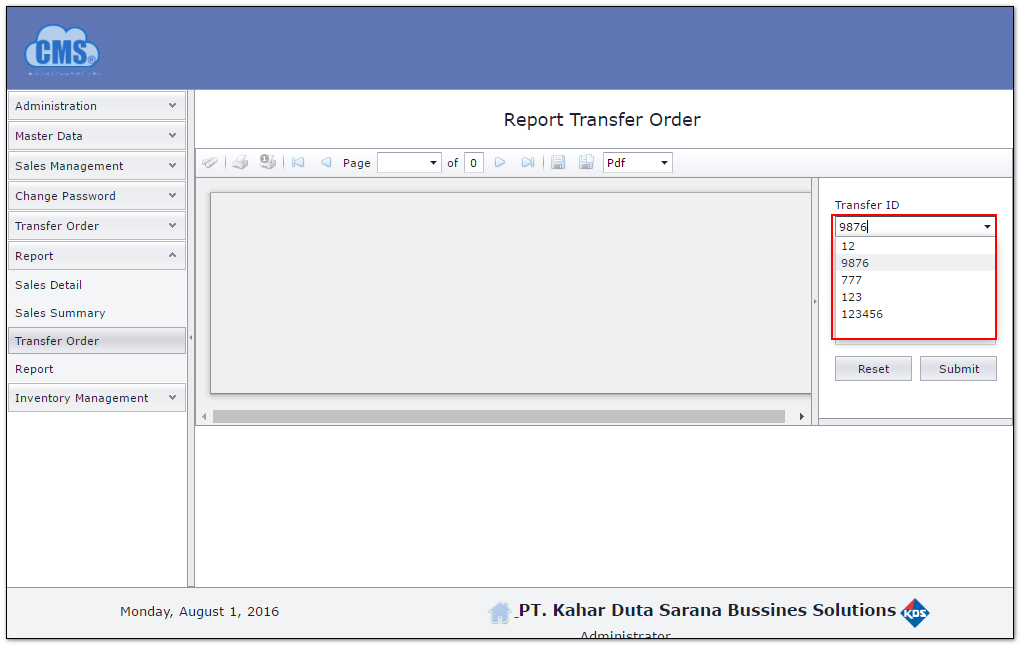 CMS®
Administration
Master Data
Sales Management
Change Password
Transfer Order
Report
Sales Detail
Sales Summary
Transfer Order
Report
Inventory Management
Report Transfer Order
1 Page of 0 Pdf
Transfer ID
9876
12
9876
777
123
123456
Reset Submit
Monday, August 1, 2016
PT. Kahar Duta Sarana Bussines Solutions KDS
Administrator